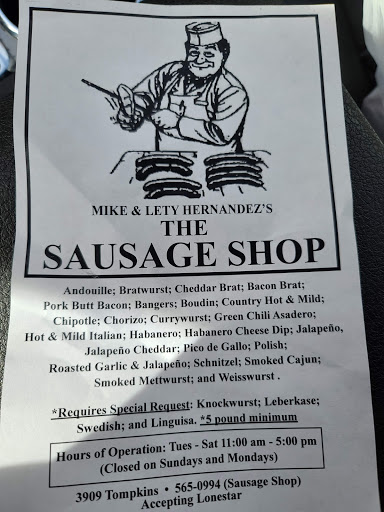 MIKE & LETY HERNANDEZ'S
THE
SAUSAGE SHOP
Andouille; Bratwurst; Cheddar Brat; Bacon Brat;
Pork Butt Bacon; Bangers; Boudin; Country Hot & Mild;
Chipotle; Chorizo; Currywurst; Green Chili Asadero;
Hot & Mild Italian; Habanero; Habanero Cheese Dip; Jalapeño,
Jalapeño Cheddar; Pico de Gallo; Polish;
Roasted Garlic & Jalapeño; Schnitzel; Smoked Cajun;
Smoked Mettwurst; and Weisswurst .
*Requires Special Request: Knockwurst; Leberkase;
Swedish; and Linguisa. *5 pound minimum
Hours of Operation: Tues - Sat 11:00 am - 5:00 pm
(Closed on Sundays and Mondays)
3909 Tompkins • 565-0994 (Sausage Shop)
Accepting Lonestar